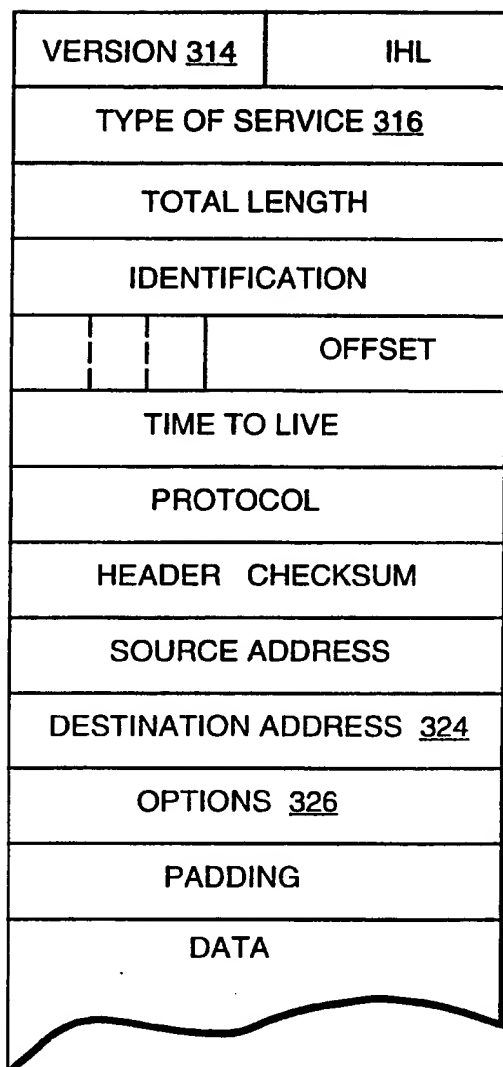 VERSION 314 IHL
TYPE OF SERVICE 316
TOTAL LENGTH
IDENTIFICATION
OFFSET
TIME TO LIVE
PROTOCOL
HEADER CHECKSUM
SOURCE ADDRESS
DESTINATION ADDRESS 324
OPTIONS 326
PADDING
DATA